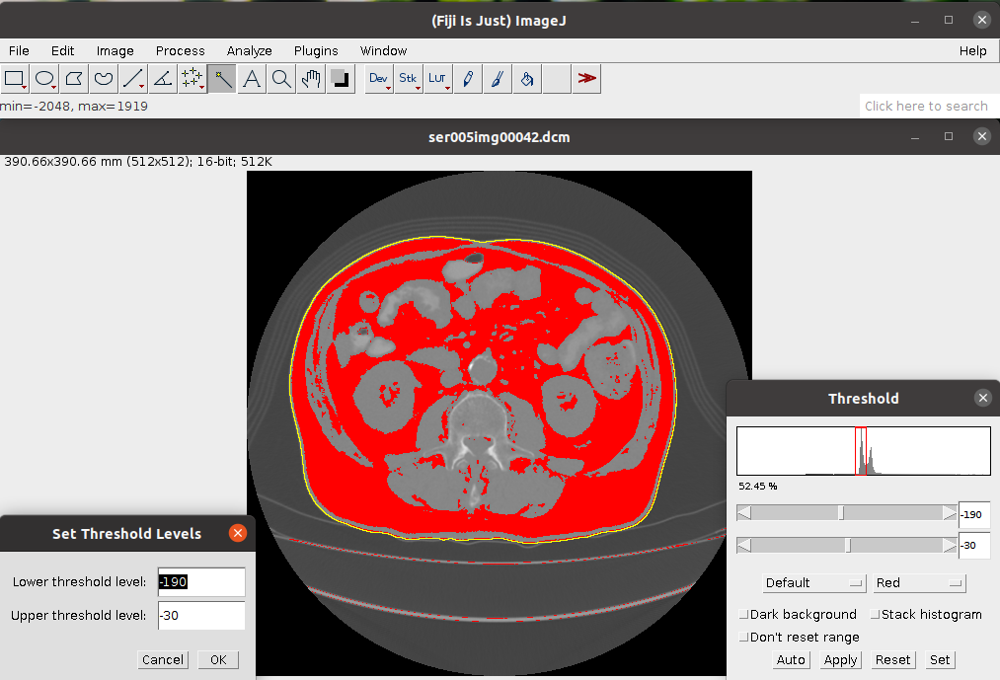 (Fiji Is Just) ImageJ
File Edit Image Process Analyze Plugins Window Help
Dev Stk LUT
min=-2048, max=1919
Click here to search
ser005img00042.dcm
390.66x390.66 mm (512x512); 16-bit; 512K
Threshold
52.45 %
-190
-30
Default Red
Dark background Stack histogram
Don't reset range
Auto Apply Reset Set
Set Threshold Levels
Lower threshold level: -190
Upper threshold level: -30
Cancel OK